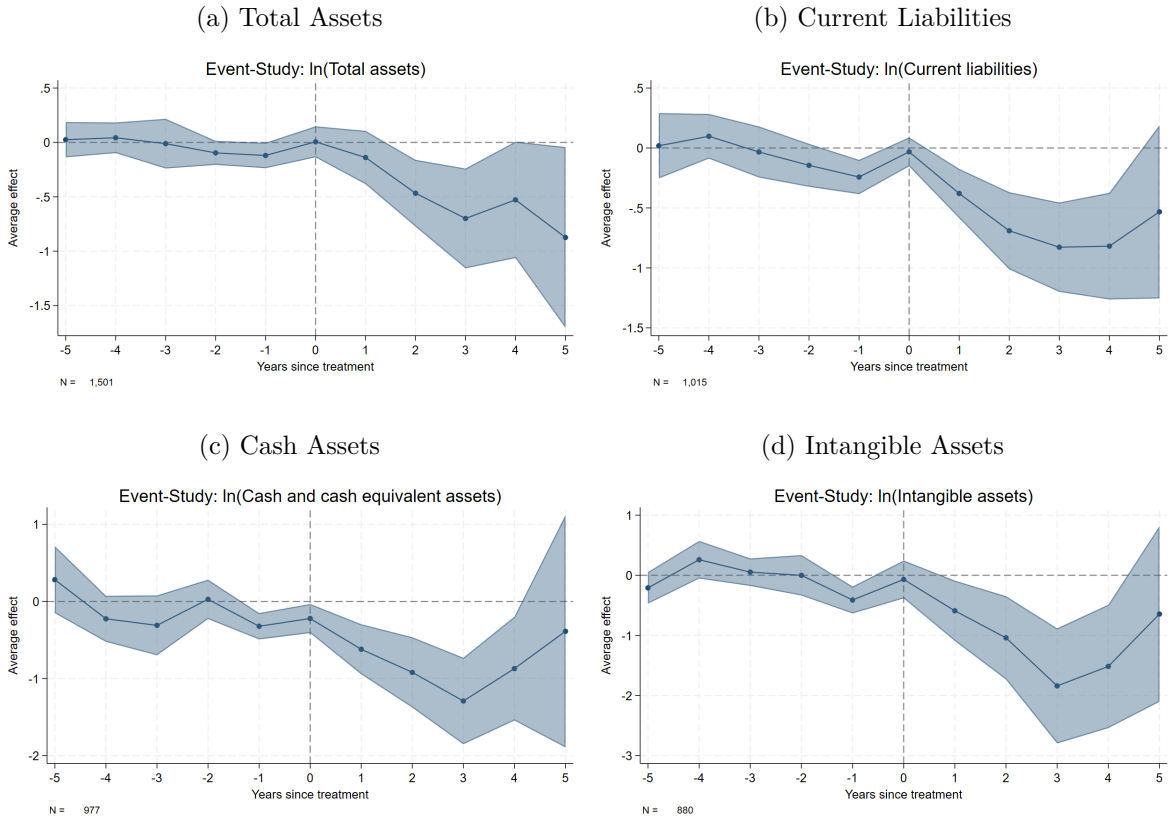 (a) Total Assets
Event-Study: ln(Total assets)
.5
0
-.5
-1
-1.5
Average effect
-5 -4 -3 -2 -1 0 1 2 3 4 5
Years since treatment
N = 1,501
(b) Current Liabilities
Event-Study: ln(Current liabilities)
.5
0
-.5
-1
-1.5
Average effect
-5 -4 -3 -2 -1 0 1 2 3 4 5
Years since treatment
N = 1,015
(c) Cash Assets
Event-Study: ln(Cash and cash equivalent assets)
1
0
-1
-2
Average effect
-5 -4 -3 -2 -1 0 1 2 3 4 5
Years since treatment
N = 977
(d) Intangible Assets
Event-Study: ln(Intangible assets)
1
0
-1
-2
-3
Average effect
-5 -4 -3 -2 -1 0 1 2 3 4 5
Years since treatment
N = 880